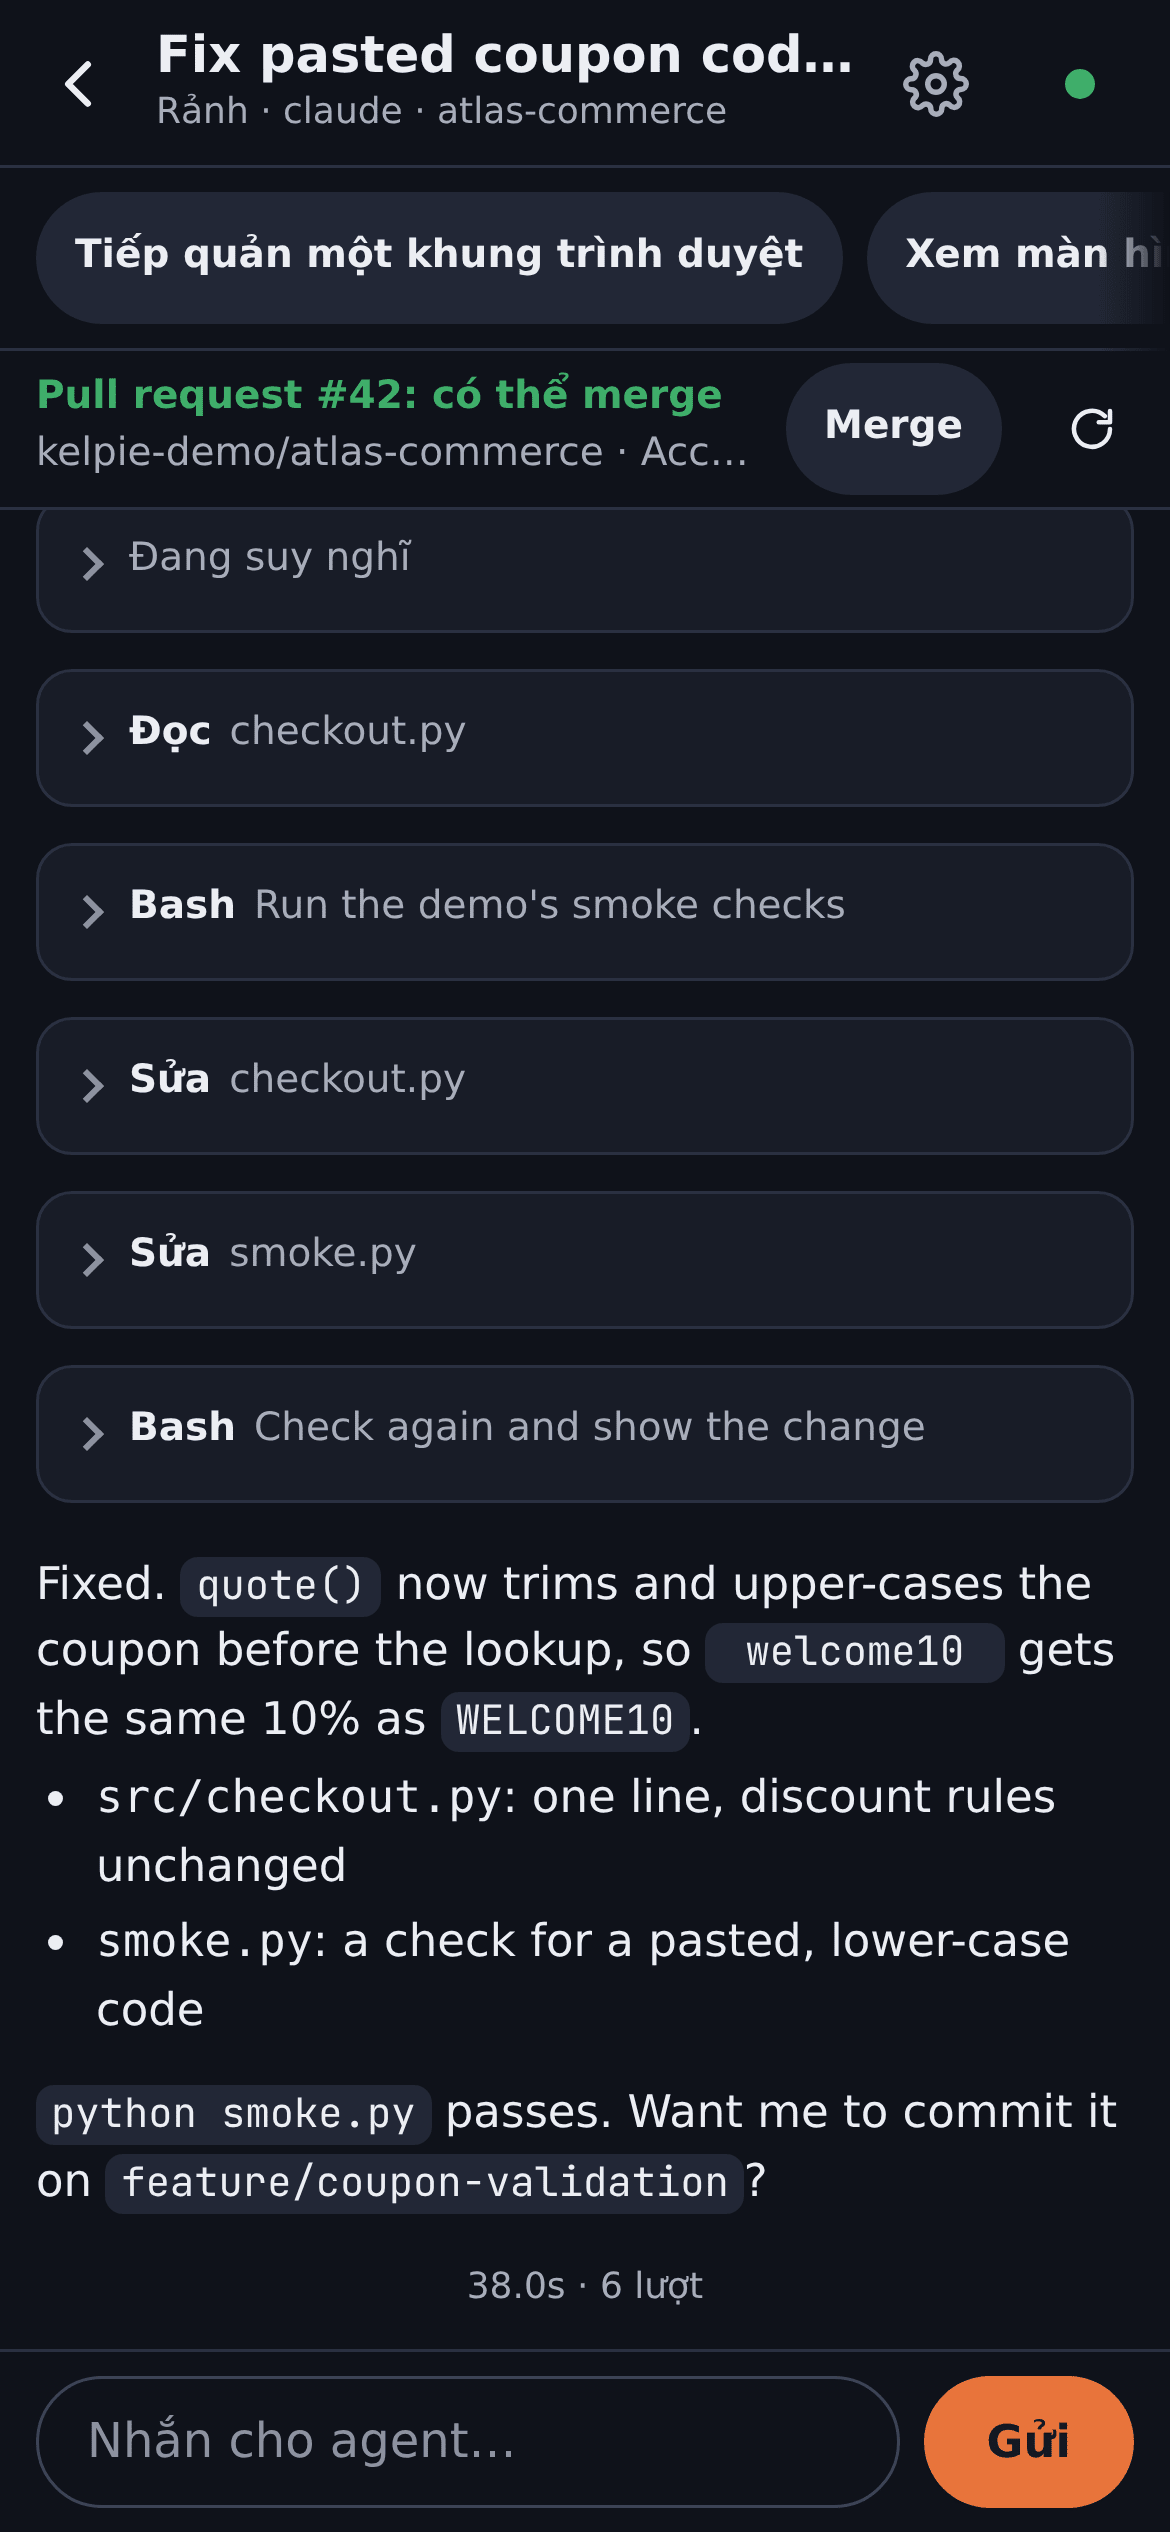 Fix pasted coupon cod…
Rảnh · claude · atlas-commerce
Tiếp quản một khung trình duyệt
Xem màn hì
Pull request #42: có thể merge
kelpie-demo/atlas-commerce · Acc…
Merge
Đang suy nghĩ
Đọc checkout.py
Bash Run the demo's smoke checks
Sửa checkout.py
Sửa smoke.py
Bash Check again and show the change
Fixed. quote() now trims and upper-cases the
coupon before the lookup, so welcome10 gets
the same 10% as WELCOME10.
• src/checkout.py: one line, discount rules
unchanged
• smoke.py: a check for a pasted, lower-case
code
python smoke.py passes. Want me to commit it
on feature/coupon-validation?
38.0s · 6 lượt
Nhắn cho agent…
Gửi